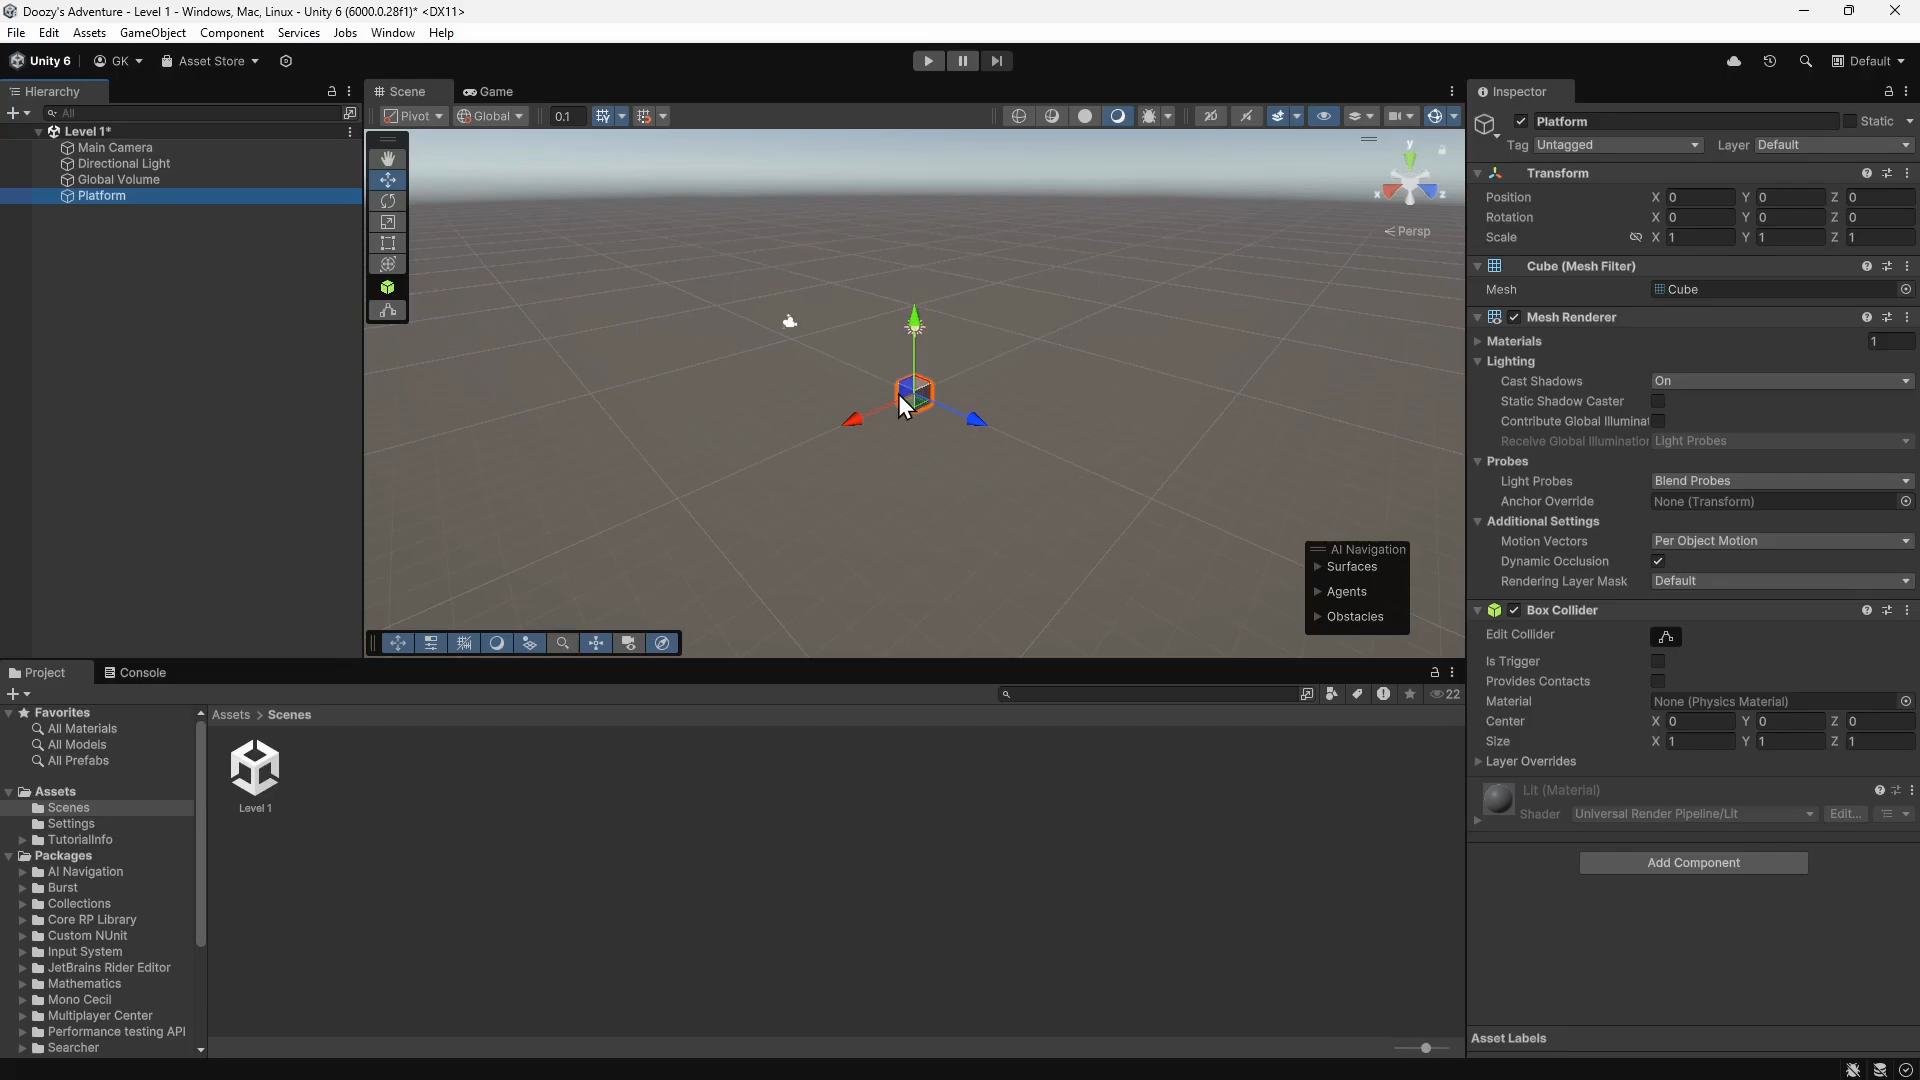 Doozy's Adventure - Level 1 - Windows, Mac, Linux - Unity 6 (6000.0.28f1)* <DX11>
File Edit Assets GameObject Component Services Jobs Window Help
Unity 6 GK Asset Store Default
Hierarchy
All
Level 1*
Main Camera
Directional Light
Global Volume
Platform
Scene Game
Pivot Global 0.1 2D
y
x z
Persp
AI Navigation
Surfaces
Agents
Obstacles
Inspector
Platform Static
Tag Untagged Layer Default
Transform
Position X 0 Y 0 Z 0
Rotation X 0 Y 0 Z 0
Scale X 1 Y 1 Z 1
Cube (Mesh Filter)
Mesh Cube
Mesh Renderer
Materials 1
Lighting
Cast Shadows On
Static Shadow Caster
Contribute Global Illuminat
Receive Global Illumination Light Probes
Probes
Light Probes Blend Probes
Anchor Override None (Transform)
Additional Settings
Motion Vectors Per Object Motion
Dynamic Occlusion
Rendering Layer Mask Default
Box Collider
Edit Collider
Is Trigger
Provides Contacts
Material None (Physics Material)
Center X 0 Y 0 Z 0
Size X 1 Y 1 Z 1
Layer Overrides
Lit (Material)
Shader Universal Render Pipeline/Lit Edit...
Add Component
Asset Labels
Project Console
22
Favorites
All Materials
All Models
All Prefabs
Assets
Scenes
Settings
TutorialInfo
Packages
AI Navigation
Burst
Collections
Core RP Library
Custom NUnit
Input System
JetBrains Rider Editor
Mathematics
Mono Cecil
Multiplayer Center
Performance testing API
Searcher
Assets > Scenes
Level 1